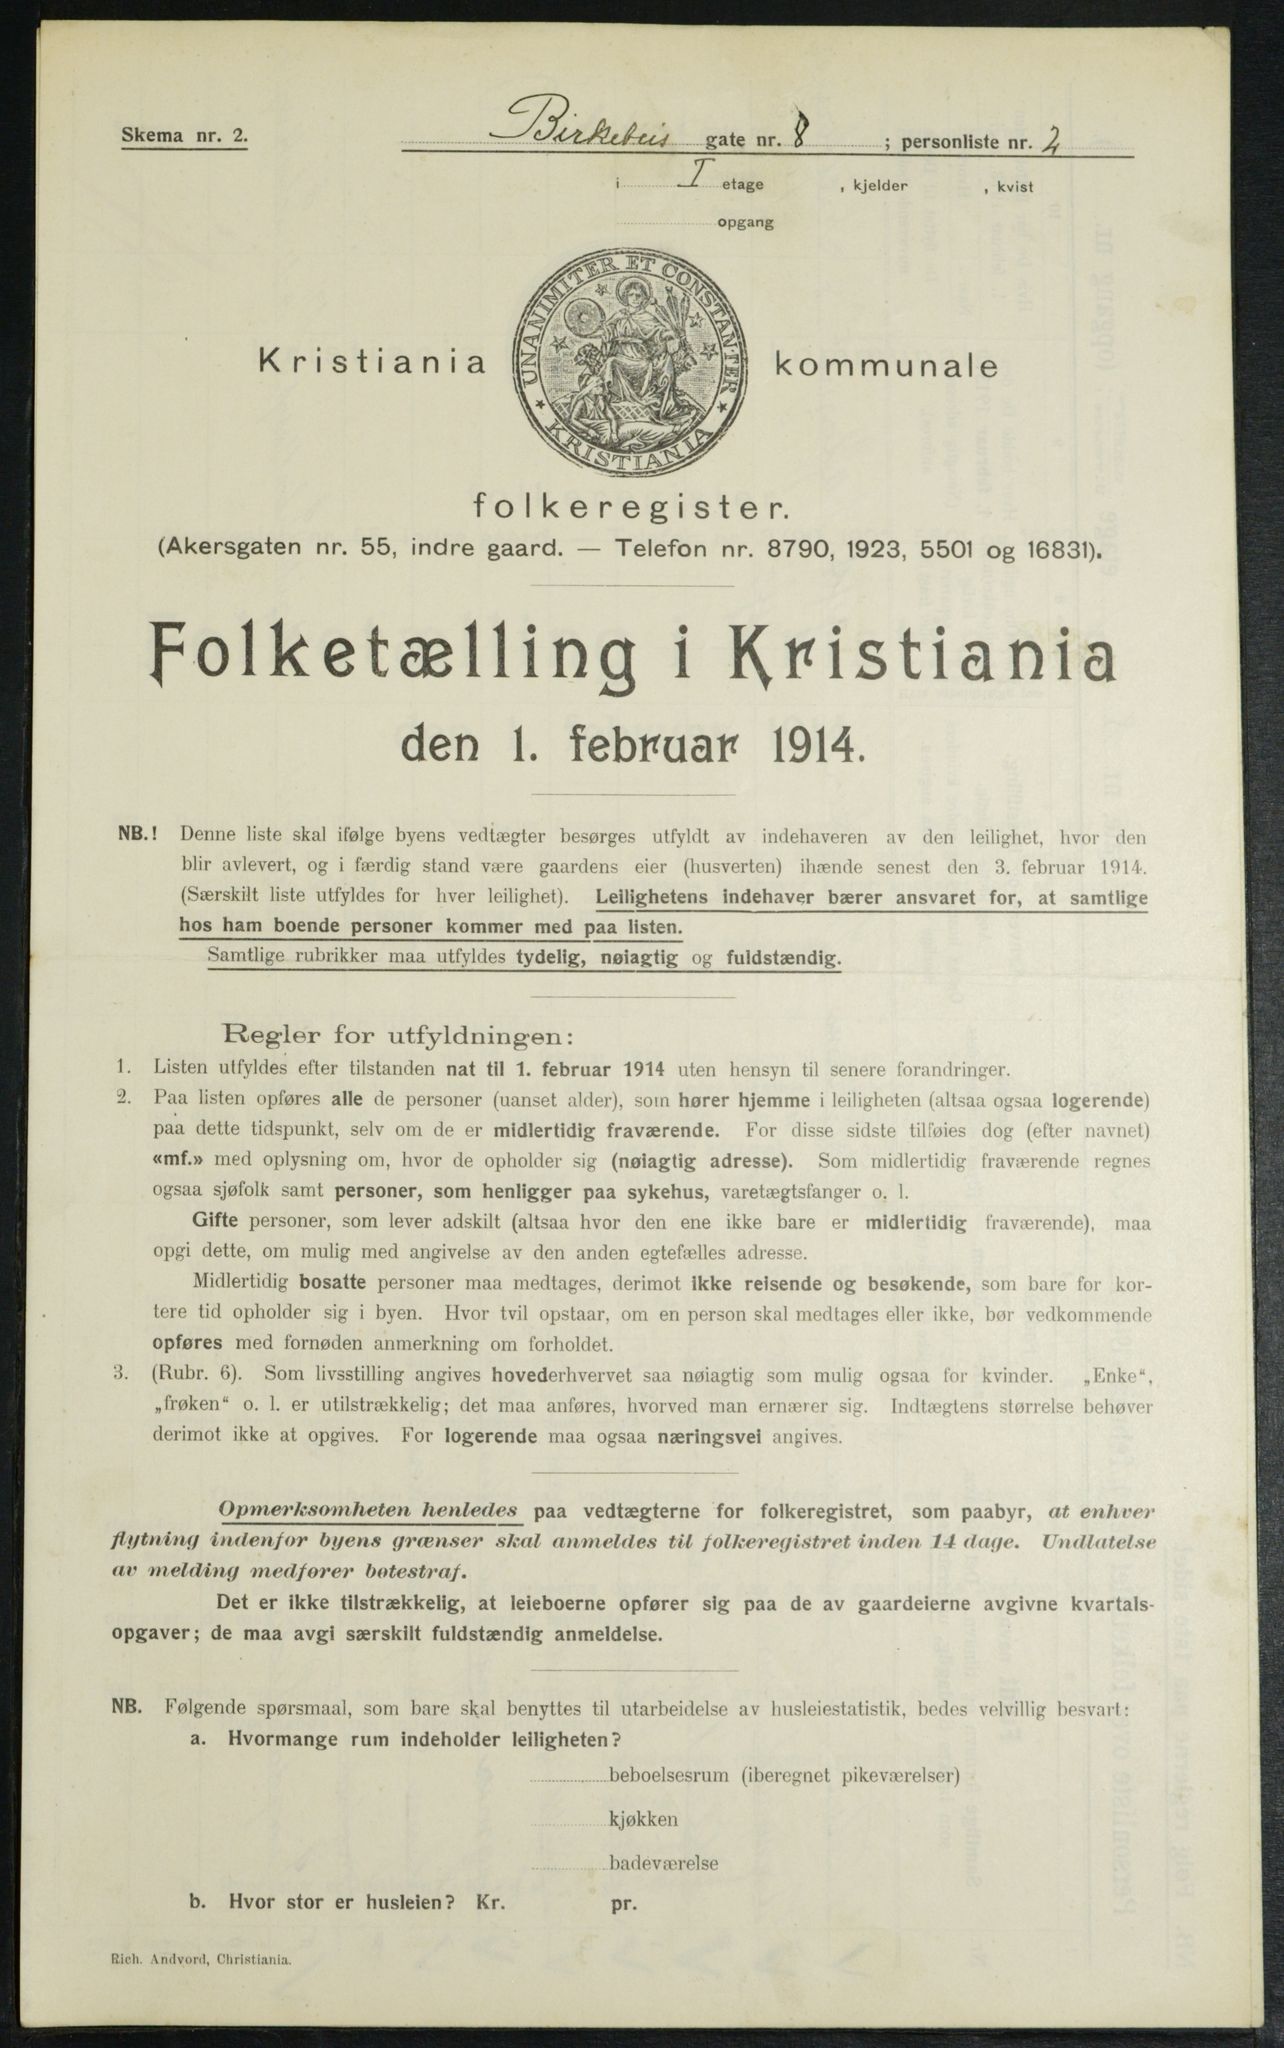 Skema nr. 2.
Birkebeis gate nr. 8 ; personliste nr. 2
i I etage , kjelder , kvist
opgang
UNANIMITER ET CONSTANTER
KRISTIANIA
Kristiania kommunale
folkeregister.
(Akersgaten nr. 55, indre gaard. — Telefon nr. 8790, 1923, 5501 og 16831).
Folketælling i Kristiania
den 1. februar 1914.
NB.! Denne liste skal ifølge byens vedtægter besørges utfyldt av indehaveren av den leilighet, hvor den
blir avlevert, og i færdig stand være gaardens eier (husverten) ihænde senest den 3. februar 1914.
(Særskilt liste utfyldes for hver leilighet). Leilighetens indehaver bærer ansvaret for, at samtlige
hos ham boende personer kommer med paa listen.
Samtlige rubrikker maa utfyldes tydelig, nøiagtig og fuldstændig.
Regler for utfyldningen:
1. Listen utfyldes efter tilstanden nat til 1. februar 1914 uten hensyn til senere forandringer.
2. Paa listen opføres alle de personer (uanset alder), som hører hjemme i leiligheten (altsaa ogsaa logerende)
paa dette tidspunkt, selv om de er midlertidig fraværende. For disse sidste tilføies dog (efter navnet)
«mf.» med oplysning om, hvor de opholder sig (nøiagtig adresse). Som midlertidig fraværende regnes
ogsaa sjøfolk samt personer, som henligger paa sykehus, varetægtsfanger o. l.
Gifte personer, som lever adskilt (altsaa hvor den ene ikke bare er midlertidig fraværende), maa
opgi dette, om mulig med angivelse av den anden egtefælles adresse.
Midlertidig bosatte personer maa medtages, derimot ikke reisende og besøkende, som bare for kor-
tere tid opholder sig i byen. Hvor tvil opstaar, om en person skal medtages eller ikke, bør vedkommende
opføres med fornøden anmerkning om forholdet.
3. (Rubr. 6). Som livsstilling angives hovederhvervet saa nøiagtig som mulig ogsaa for kvinder. „Enke“,
„frøken“ o. l. er utilstrækkelig; det maa anføres, hvorved man ernærer sig. Indtægtens størrelse behøver
derimot ikke at opgives. For logerende maa ogsaa næringsvei angives.
Opmerksomheten henledes paa vedtægterne for folkeregistret, som paabyr, at enhver
flytning indenfor byens grænser skal anmeldes til folkeregistret inden 14 dage. Undlatelse
av melding medfører bøtestraf.
Det er ikke tilstrækkelig, at leieboerne opfører sig paa de av gaardeierne avgivne kvartals-
opgaver; de maa avgi særskilt fuldstændig anmeldelse.
NB. Følgende spørsmaal, som bare skal benyttes til utarbeidelse av husleiestatistik, bedes velvillig besvart:
a. Hvormange rum indeholder leiligheten?
beboelsesrum (iberegnet pikeværelser)
kjøkken
badeværelse
b. Hvor stor er husleien? Kr. pr.
Rich. Andvord, Christiania.